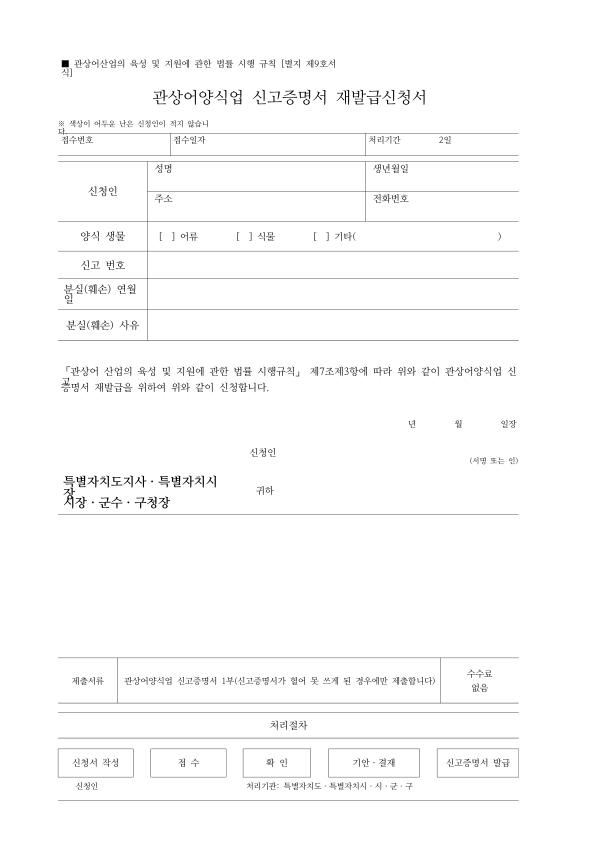 ■ 관상어산업의 육성 및 지원에 관한 법률 시행 규칙 [별지 제9호서
식]
관상어양식업 신고증명서 재발급신청서
※ 색상이 어두운 난은 신청인이 적지 않습니
다.
접수번호 접수일자 처리기간 2일
신청인 성명 생년월일
주소 전화번호
양식 생물 [ ] 어류 [ ] 식물 [ ] 기타( )
신고 번호
분실(훼손) 연월
일
분실(훼손) 사유
「관상어 산업의 육성 및 지원에 관한 법률 시행규칙」 제7조제3항에 따라 위와 같이 관상어양식업 신
고
증명서 재발급을 위하여 위와 같이 신청합니다.
년 월 일장
신청인
(서명 또는 인)
특별자치도지사 · 특별자치시
장
시장 · 군수 · 구청장
귀하
제출서류 관상어양식업 신고증명서 1부(신고증명서가 헐어 못 쓰게 된 경우에만 제출합니다) 수수료
없음
처리절차
신청서 작성 접 수 확 인 기안 · 결재 신고증명서 발급
신청인 처리기관: 특별자치도 · 특별자치시 · 시 · 군 · 구